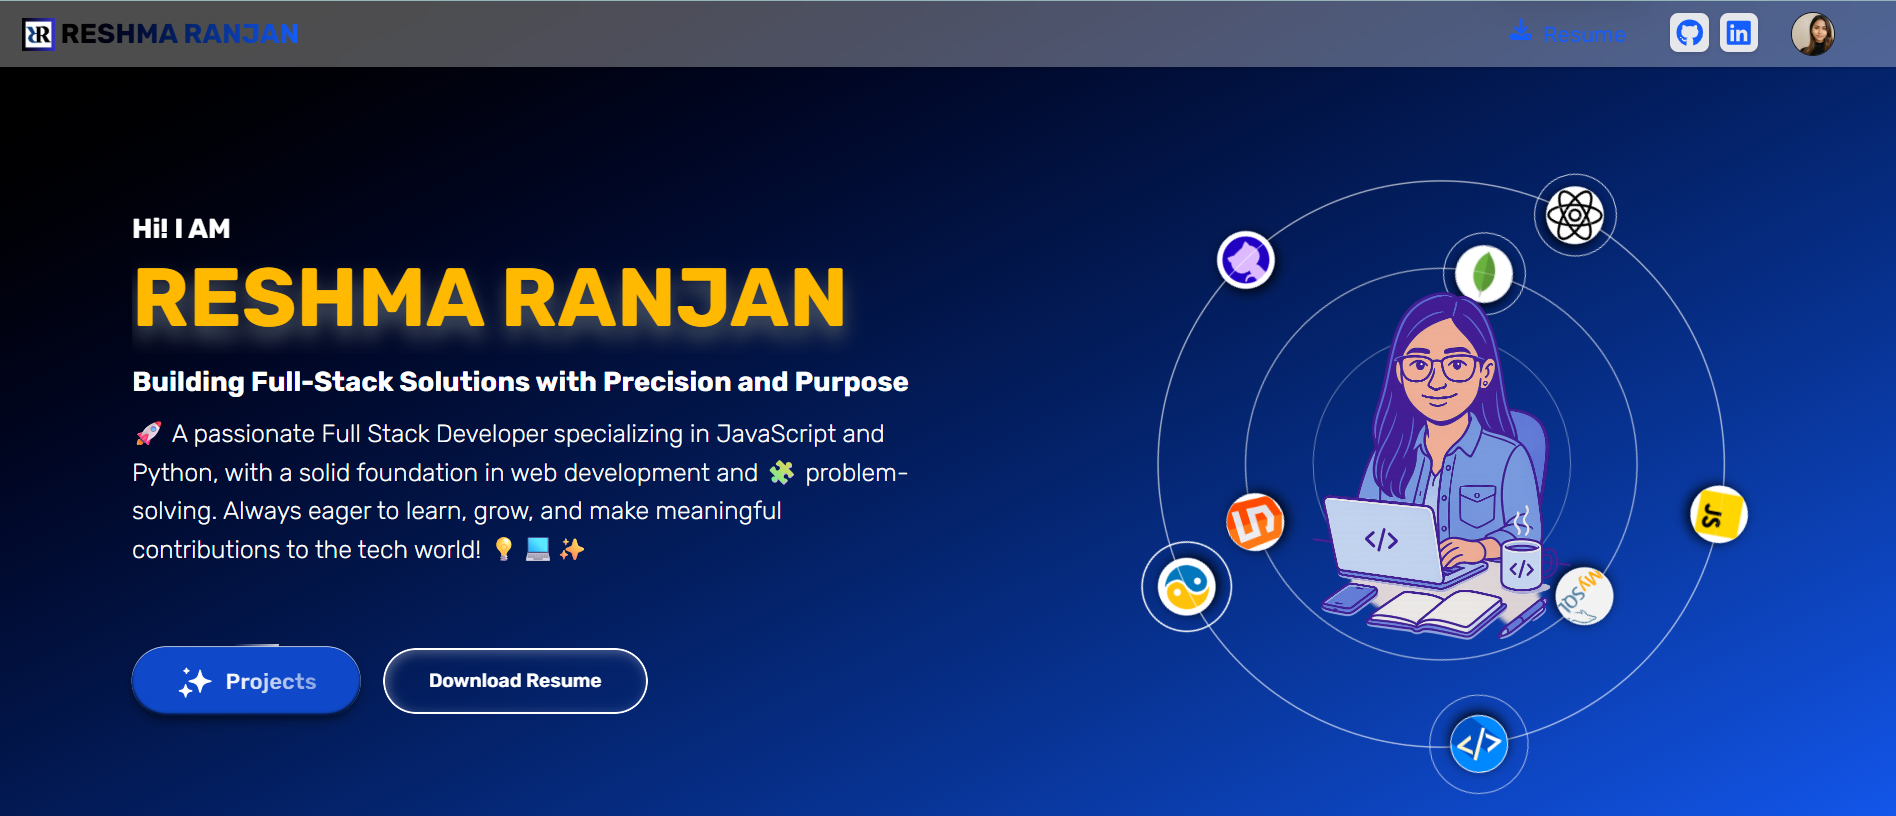 RR RESHMA RANJAN
Resume
in
Hi! I AM
RESHMA RANJAN
Building Full-Stack Solutions with Precision and Purpose
🚀 A passionate Full Stack Developer specializing in JavaScript and
Python, with a solid foundation in web development and 🧩 problem-
solving. Always eager to learn, grow, and make meaningful
contributions to the tech world! 💡 💻 ✨
Projects
Download Resume
JS
</>
</>
MySQL
</>